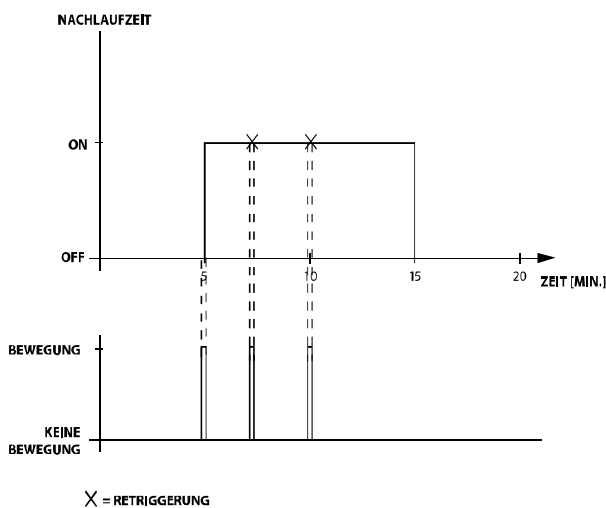 NACHLAUFZEIT
ON
OFF
5
10
15
20
ZEIT [MIN.]
BEWEGUNG
KEINE
BEWEGUNG
X = RETRIGGERUNG